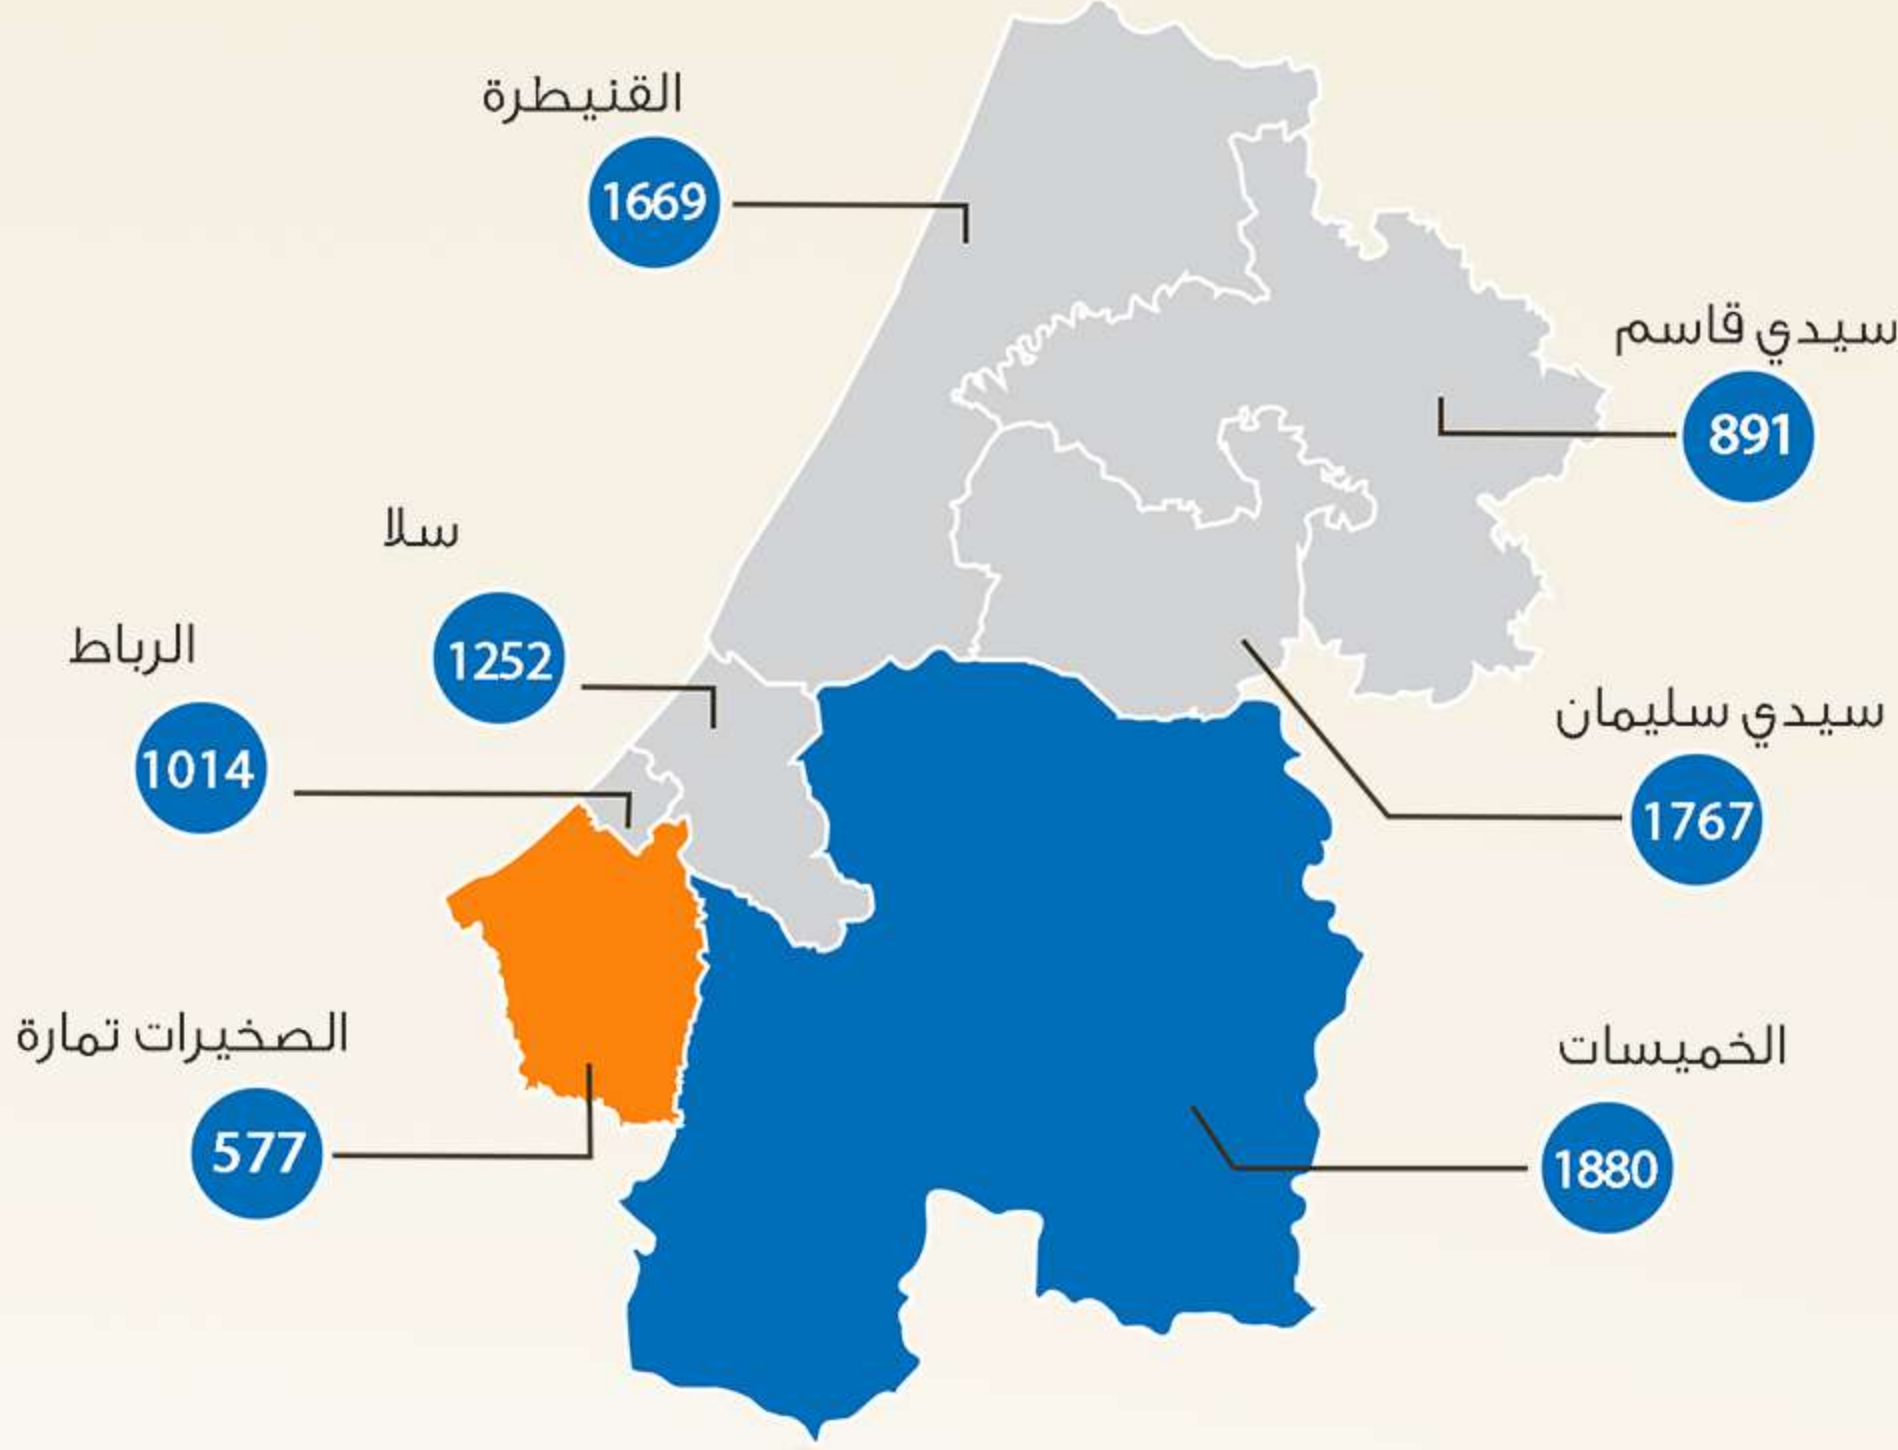 القنيطرة
1669
سيدي قاسم
891
سلا
1252
الرباط
1014
سيدي سليمان
1767
الصخيرات تمارة
577
الخميسات
1880